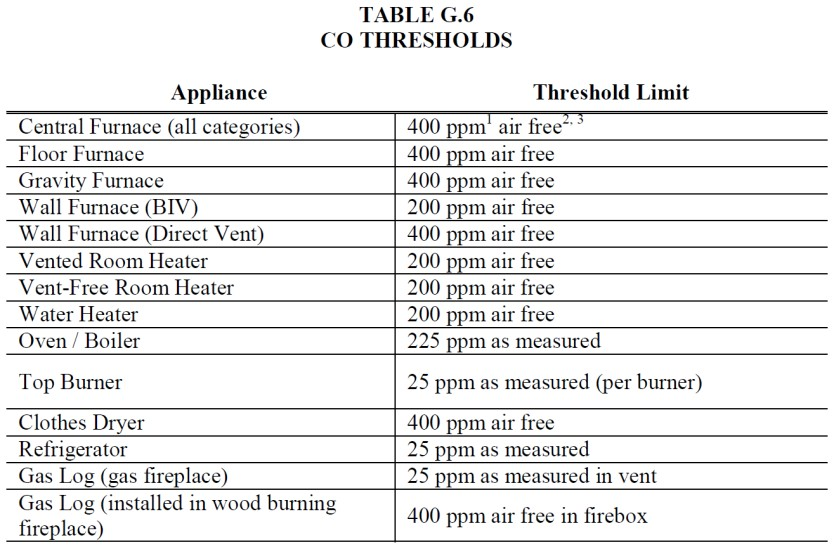 TABLE G.6
CO THRESHOLDS
Appliance Threshold Limit
Central Furnace (all categories) 400 ppm1 air free2, 3
Floor Furnace 400 ppm air free
Gravity Furnace 400 ppm air free
Wall Furnace (BIV) 200 ppm air free
Wall Furnace (Direct Vent) 400 ppm air free
Vented Room Heater 200 ppm air free
Vent-Free Room Heater 200 ppm air free
Water Heater 200 ppm air free
Oven / Boiler 225 ppm as measured
Top Burner 25 ppm as measured (per burner)
Clothes Dryer 400 ppm air free
Refrigerator 25 ppm as measured
Gas Log (gas fireplace) 25 ppm as measured in vent
Gas Log (installed in wood burning
fireplace) 400 ppm air free in firebox